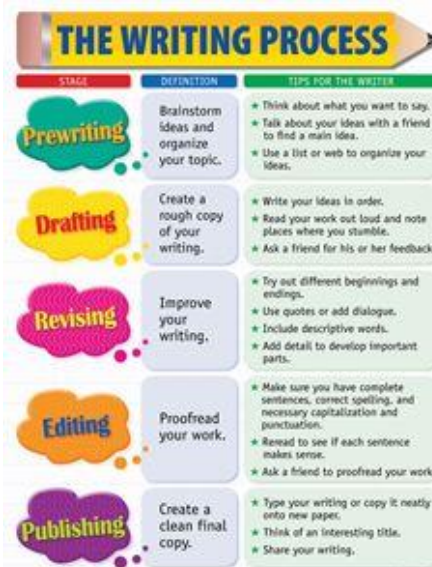 THE WRITING PROCESS
STAGE
DEFINITION
TIPS FOR THE WRITER
Prewriting
Brainstorm
ideas and
organize
your topic.
★ Think about what you want to say.
★ Talk about your ideas with a friend
to find a main idea.
★ Use a list or web to organize your
ideas.
Drafting
Create a
rough copy
of your
writing.
★ Write your ideas in order.
★ Read your work out loud and note
places where you stumble.
★ Ask a friend for his or her feedback
Revising
Improve
your
writing.
★ Try out different beginnings and
endings.
★ Use quotes or add dialogue.
★ Include descriptive words.
★ Add detail to develop important
parts.
Editing
Proofread
your work.
★ Make sure you have complete
sentences, correct spelling, and
necessary capitalization and
punctuation.
★ Reread to see if each sentence
makes sense.
★ Ask a friend to proofread your work
Publishing
Create a
clean final
copy.
★ Type your writing or copy it neatly
onto new paper.
★ Think of an interesting title.
★ Share your writing.